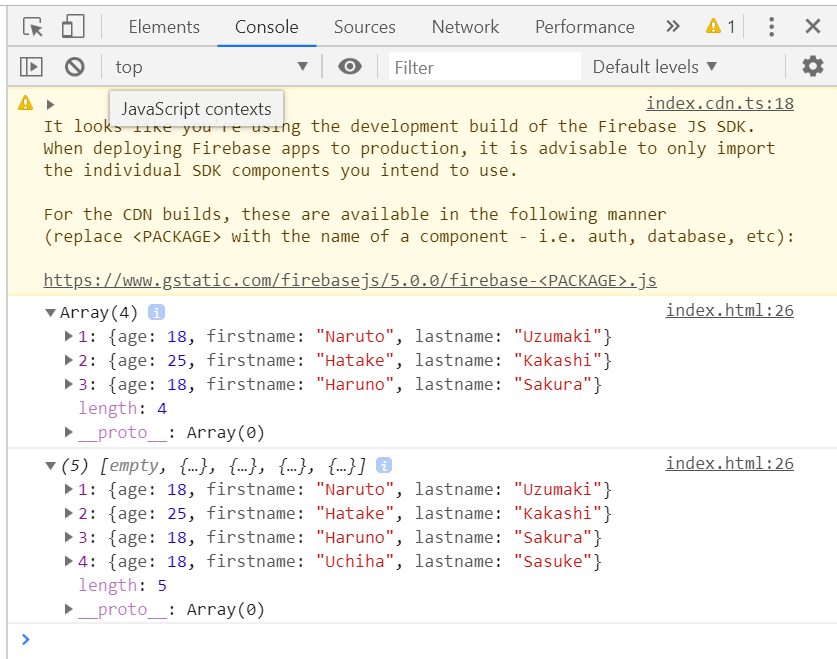 Elements Console Sources Network Performance » 1
top Filter Default levels ▼
JavaScript contexts
index.cdn.ts:18
It looks like you're using the development build of the Firebase JS SDK.
When deploying Firebase apps to production, it is advisable to only import
the individual SDK components you intend to use.
For the CDN builds, these are available in the following manner
(replace <PACKAGE> with the name of a component - i.e. auth, database, etc):
https://www.gstatic.com/firebasejs/5.0.0/firebase-<PACKAGE>.js
▼Array(4) i index.html:26
▶1: {age: 18, firstname: "Naruto", lastname: "Uzumaki"}
▶2: {age: 25, firstname: "Hatake", lastname: "Kakashi"}
▶3: {age: 18, firstname: "Haruno", lastname: "Sakura"}
length: 4
▶__proto__: Array(0)
▼(5) [empty, {…}, {…}, {…}, {…}] i index.html:26
▶1: {age: 18, firstname: "Naruto", lastname: "Uzumaki"}
▶2: {age: 25, firstname: "Hatake", lastname: "Kakashi"}
▶3: {age: 18, firstname: "Haruno", lastname: "Sakura"}
▶4: {age: 18, firstname: "Uchiha", lastname: "Sasuke"}
length: 5
▶__proto__: Array(0)